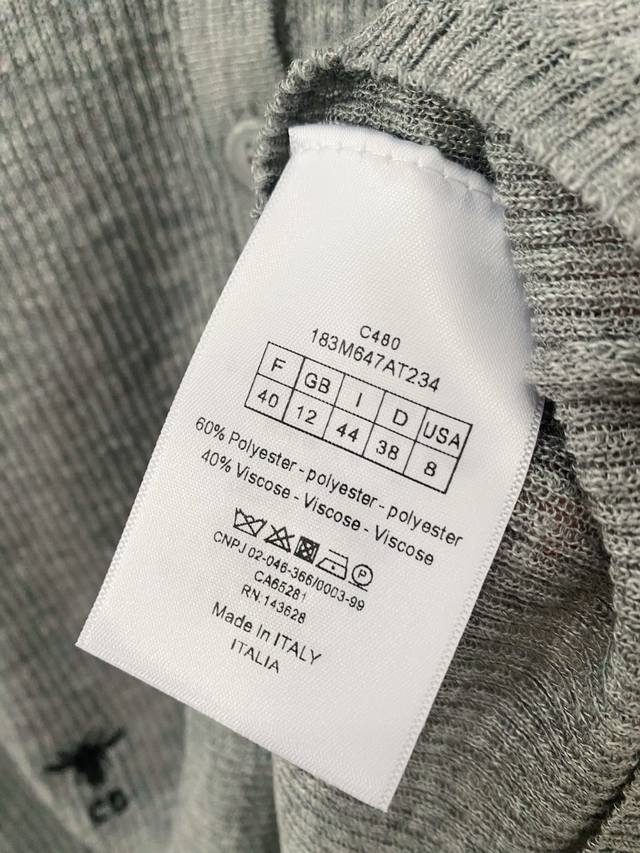 C480
183M647AT234
F GB I D USA
40 12 44 38 8
60% Polyester - polyester - polyester
40% Viscose - Viscose - Viscose
P
CNPJ 02-046-366/0003-99
CA65281
RN:143628
Made in ITALY
ITALIA
CD